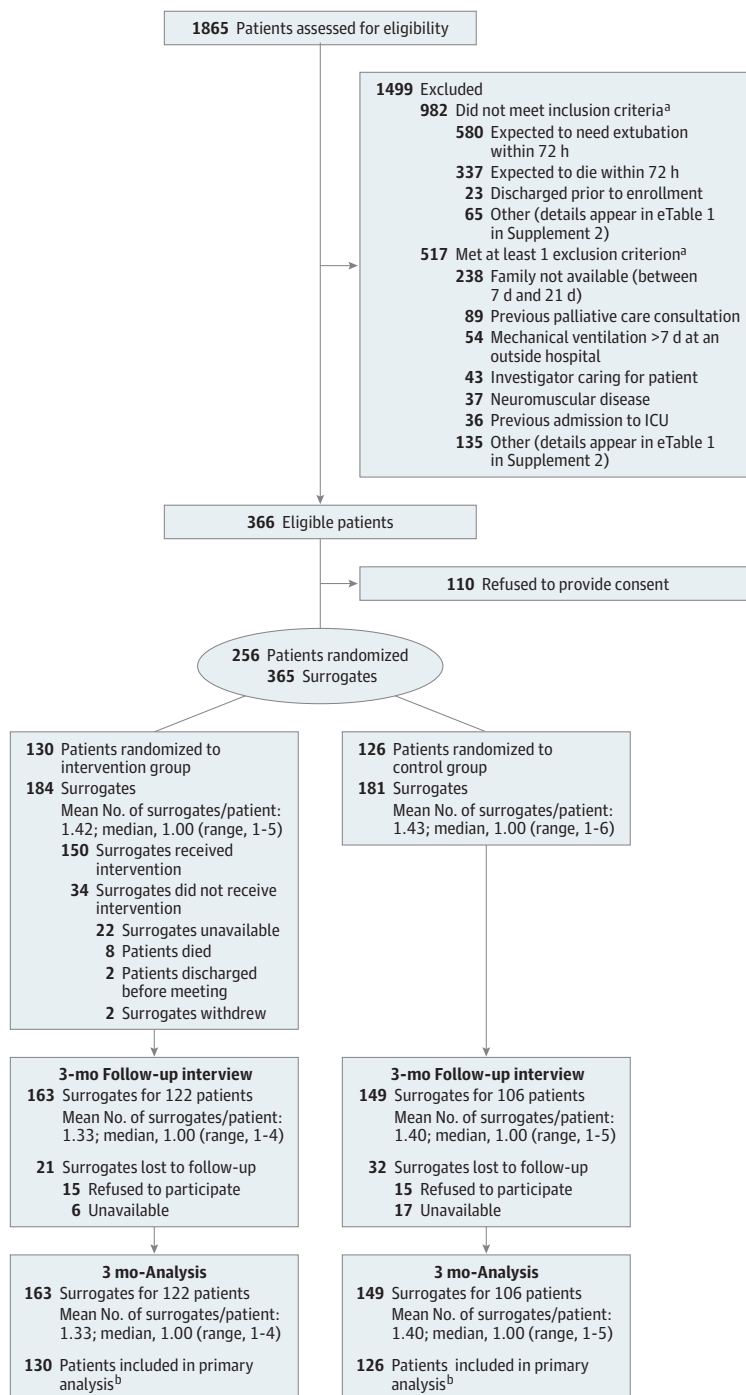 1865 Patients assessed for eligibility
1499 Excluded
982 Did not meet inclusion criteriaa
580 Expected to need extubation
within 72 h
337 Expected to die within 72 h
23 Discharged prior to enrollment
65 Other (details appear in eTable 1
in Supplement 2)
517 Met at least 1 exclusion criteriona
238 Family not available (between
7 d and 21 d)
89 Previous palliative care consultation
54 Mechanical ventilation >7 d at an
outside hospital
43 Investigator caring for patient
37 Neuromuscular disease
36 Previous admission to ICU
135 Other (details appear in eTable 1
in Supplement 2)
366 Eligible patients
110 Refused to provide consent
256 Patients randomized
365 Surrogates
130 Patients randomized to
intervention group
184 Surrogates
Mean No. of surrogates/patient:
1.42; median, 1.00 (range, 1-5)
150 Surrogates received
intervention
34 Surrogates did not receive
intervention
22 Surrogates unavailable
8 Patients died
2 Patients discharged
before meeting
2 Surrogates withdrew
126 Patients randomized to
control group
181 Surrogates
Mean No. of surrogates/patient:
1.43; median, 1.00 (range, 1-6)
3-mo Follow-up interview
163 Surrogates for 122 patients
Mean No. of surrogates/patient:
1.33; median, 1.00 (range, 1-4)
21 Surrogates lost to follow-up
15 Refused to participate
6 Unavailable
3-mo Follow-up interview
149 Surrogates for 106 patients
Mean No. of surrogates/patient:
1.40; median, 1.00 (range, 1-5)
32 Surrogates lost to follow-up
15 Refused to participate
17 Unavailable
3 mo-Analysis
163 Surrogates for 122 patients
Mean No. of surrogates/patient:
1.33; median, 1.00 (range, 1-4)
130 Patients included in primary
analysisb
3 mo-Analysis
149 Surrogates for 106 patients
Mean No. of surrogates/patient:
1.40; median, 1.00 (range, 1-5)
126 Patients included in primary
analysisb